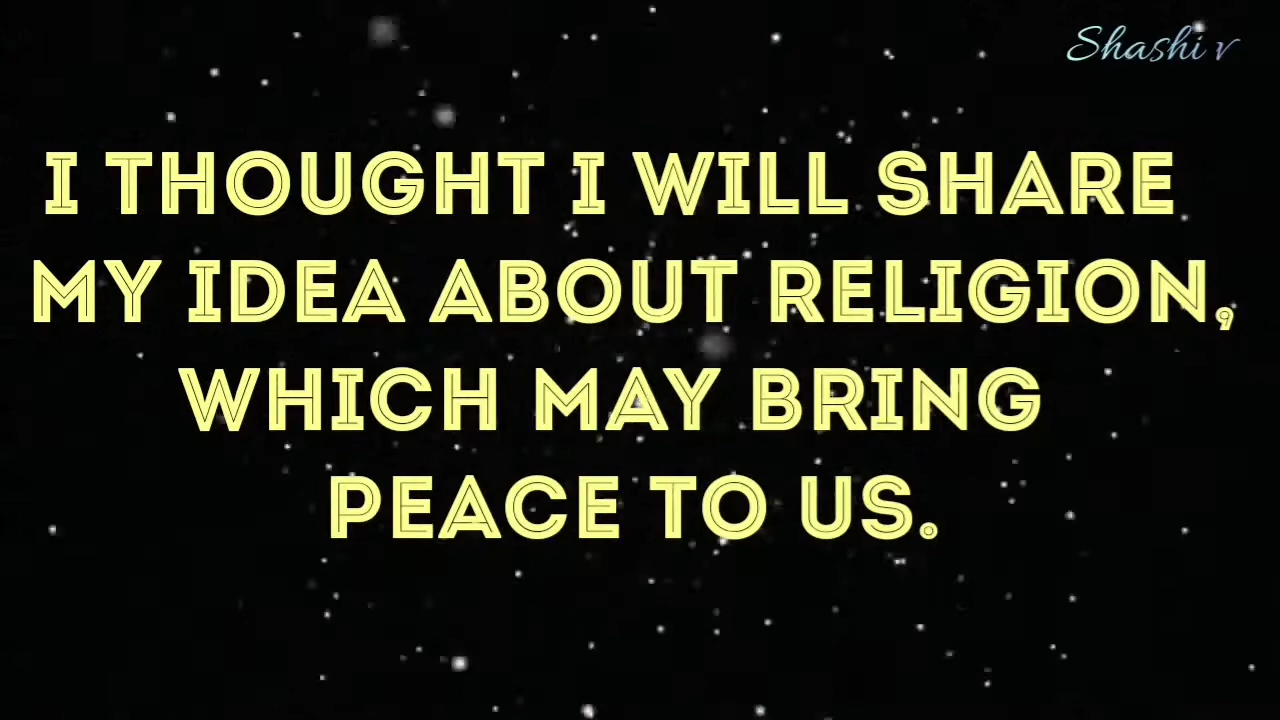 Shashi v
I THOUGHT I WILL SHARE
MY IDEA ABOUT RELIGION,
WHICH MAY BRING
PEACE TO US.